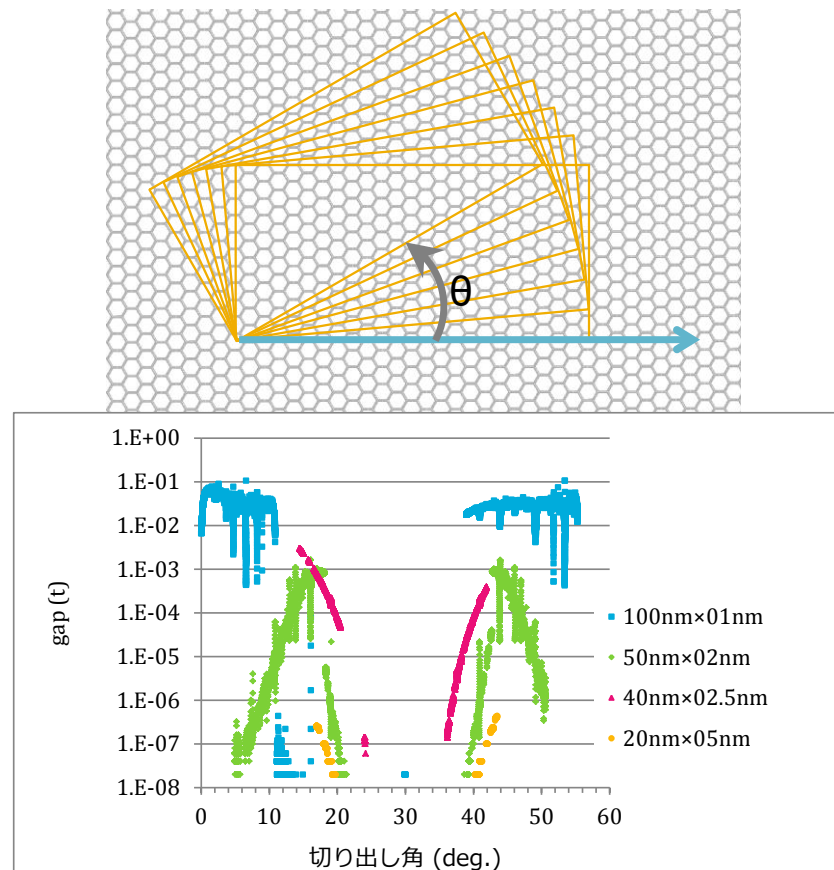 θ
1.E+00
1.E-01
1.E-02
1.E-03
1.E-04
1.E-05
1.E-06
1.E-07
1.E-08
gap (t)
0 10 20 30 40 50 60
切り出し角 (deg.)
100nm×01nm
50nm×02nm
40nm×02.5nm
20nm×05nm